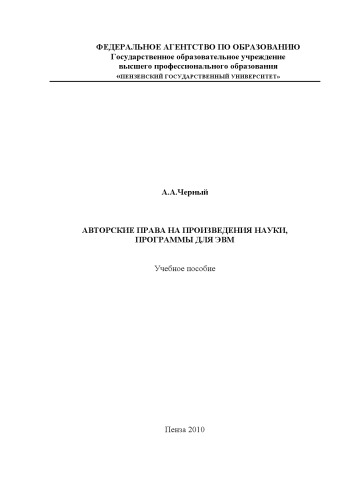 ФЕДЕРАЛЬНОЕ АГЕНТСТВО ПО ОБРАЗОВАНИЮ
Государственное образовательное учреждение
высшего профессионального образования
«ПЕНЗЕНСКИЙ ГОСУДАРСТВЕННЫЙ УНИВЕРСИТЕТ»
А.А.Черный
АВТОРСКИЕ ПРАВА НА ПРОИЗВЕДЕНИЯ НАУКИ,
ПРОГРАММЫ ДЛЯ ЭВМ
Учебное пособие
Пенза 2010